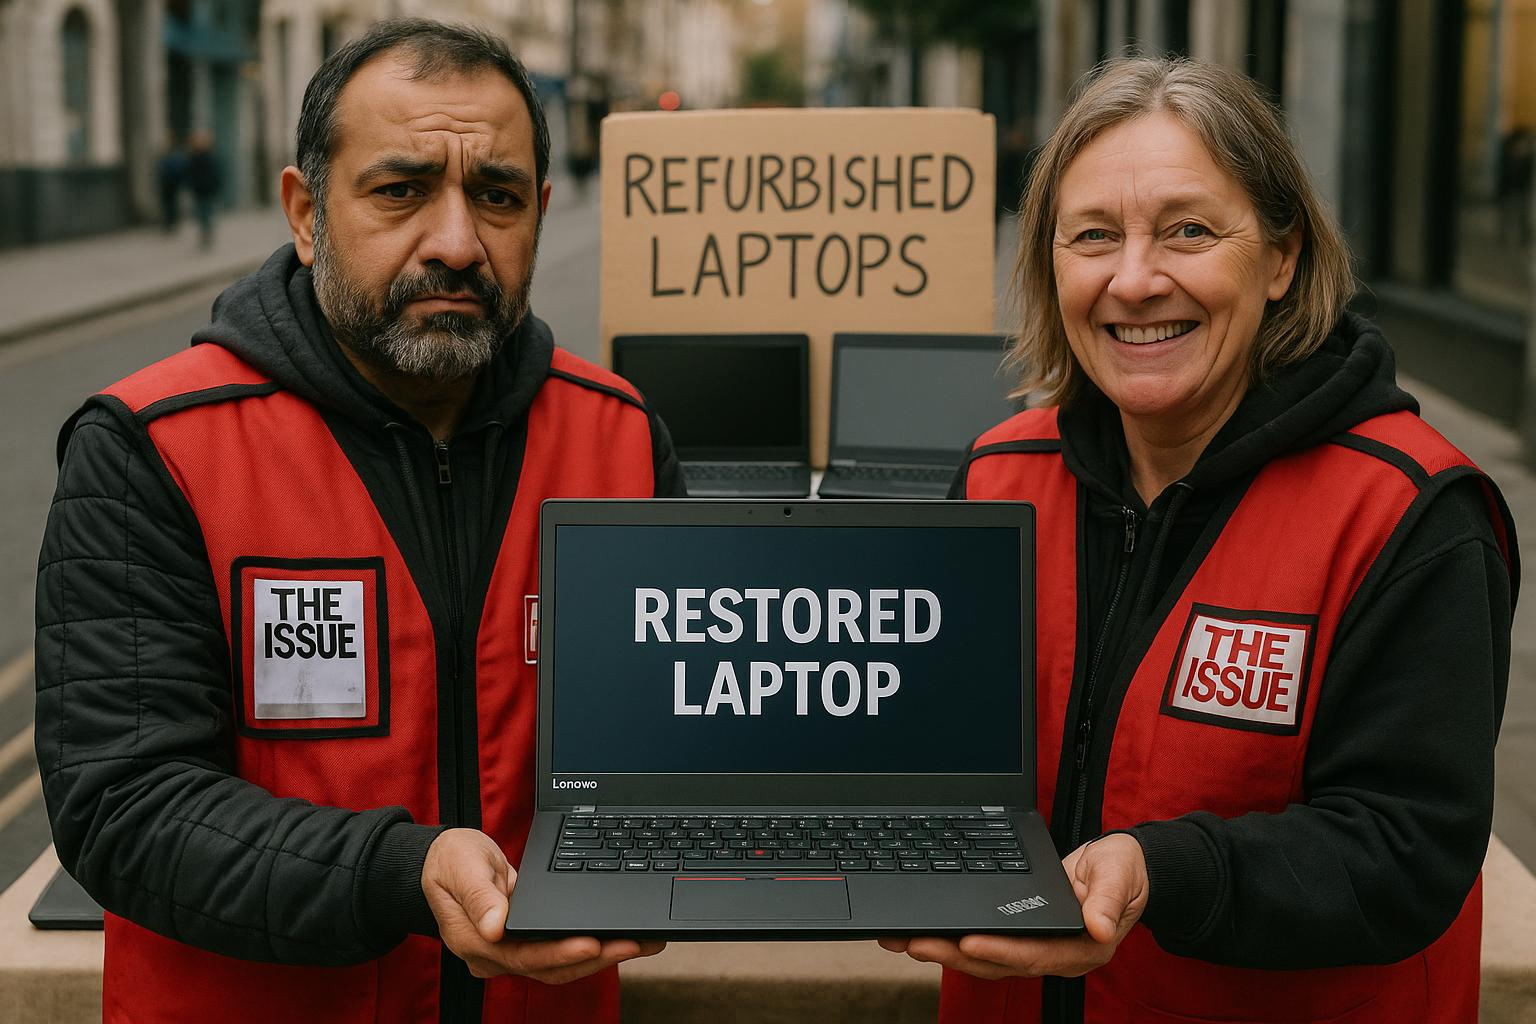 REFURBISHED
LAPTOPS
THE
ISSUE
THE
ISSUE
RESTORED
LAPTOP
Lonowo